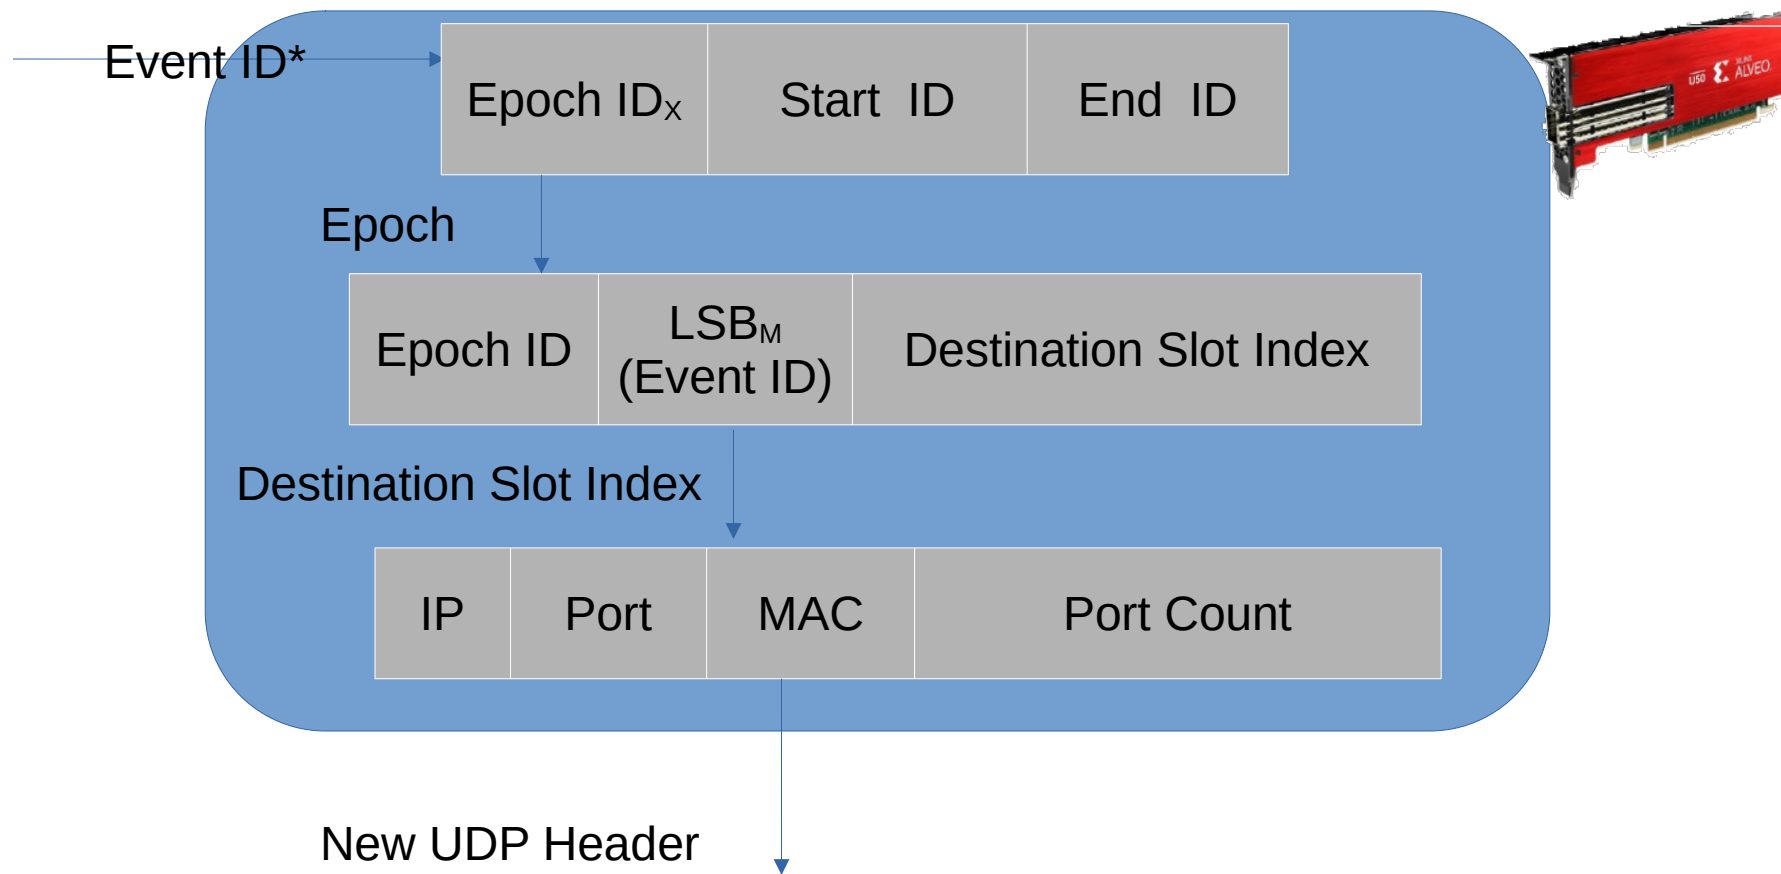 Event ID*
Epoch IDX
Start ID
End ID
U50
XILINX
ALVEO
Epoch
Epoch ID
LSBM
(Event ID)
Destination Slot Index
Destination Slot Index
IP
Port
MAC
Port Count
New UDP Header